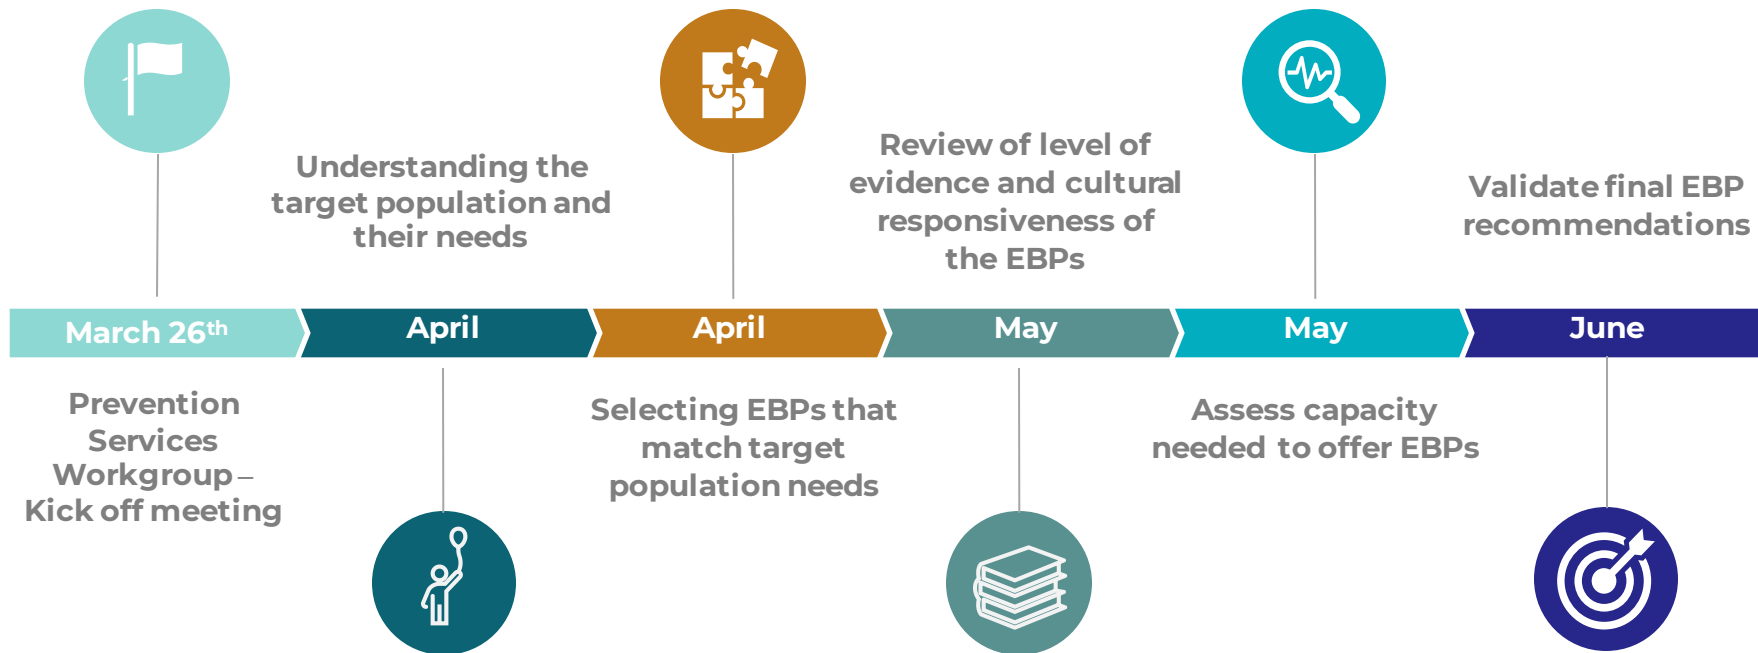 Understanding the
target population and
their needs
Review of level of
evidence and cultural
responsiveness of
the EBPs
Validate final EBP
recommendations
March 26th
April
April
May
May
June
Prevention
Services
Workgroup –
Kick off meeting
Selecting EBPs that
match target
population needs
Assess capacity
needed to offer EBPs